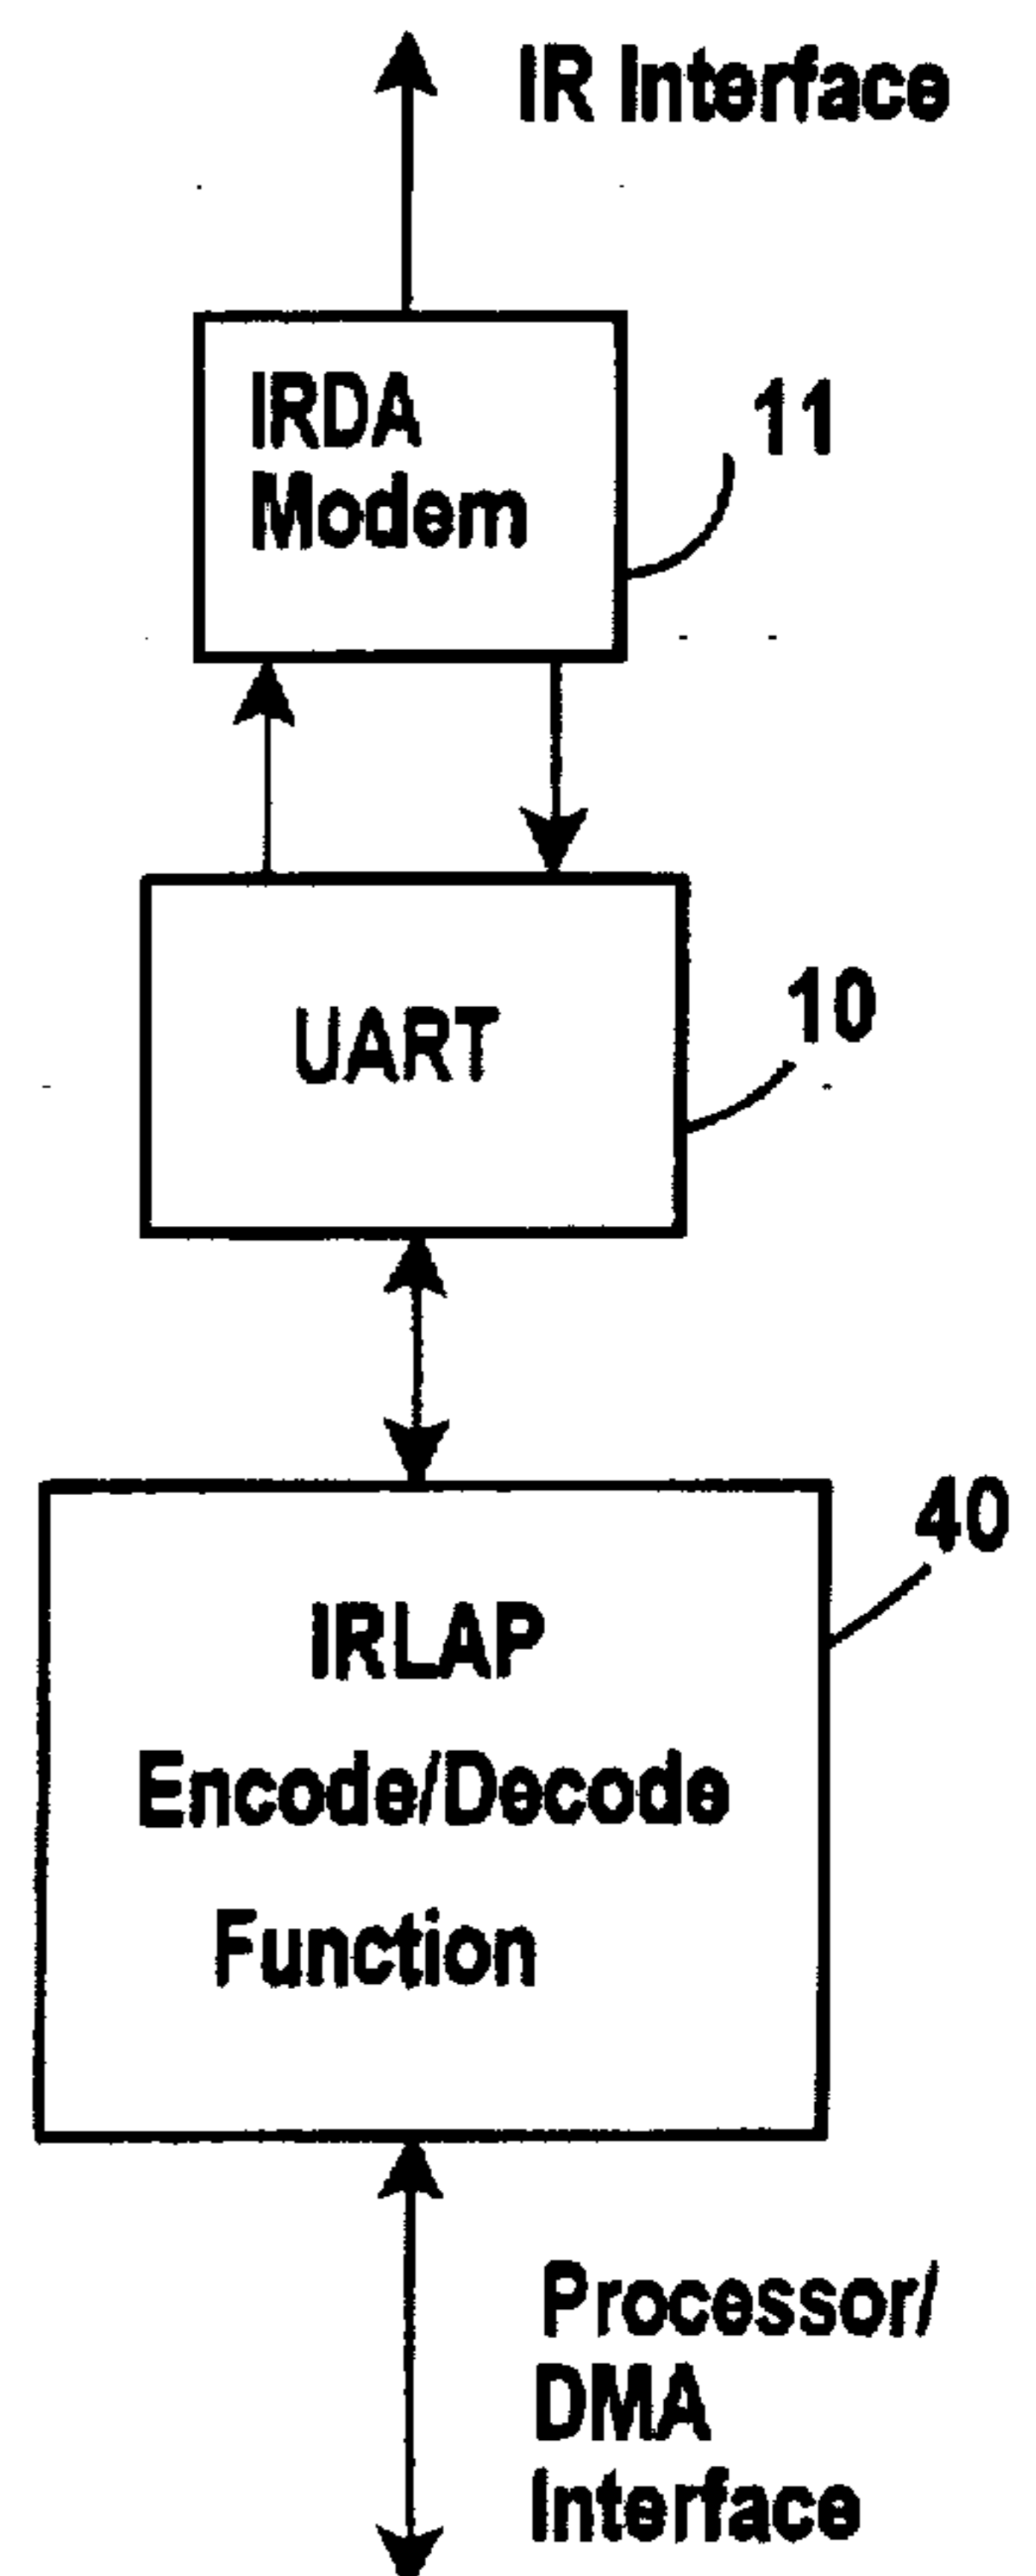 IR Interface
IRDA
Modem
11
UART
10
IRLAP
Encode/Decode
Function
40
Processor/
DMA
Interface